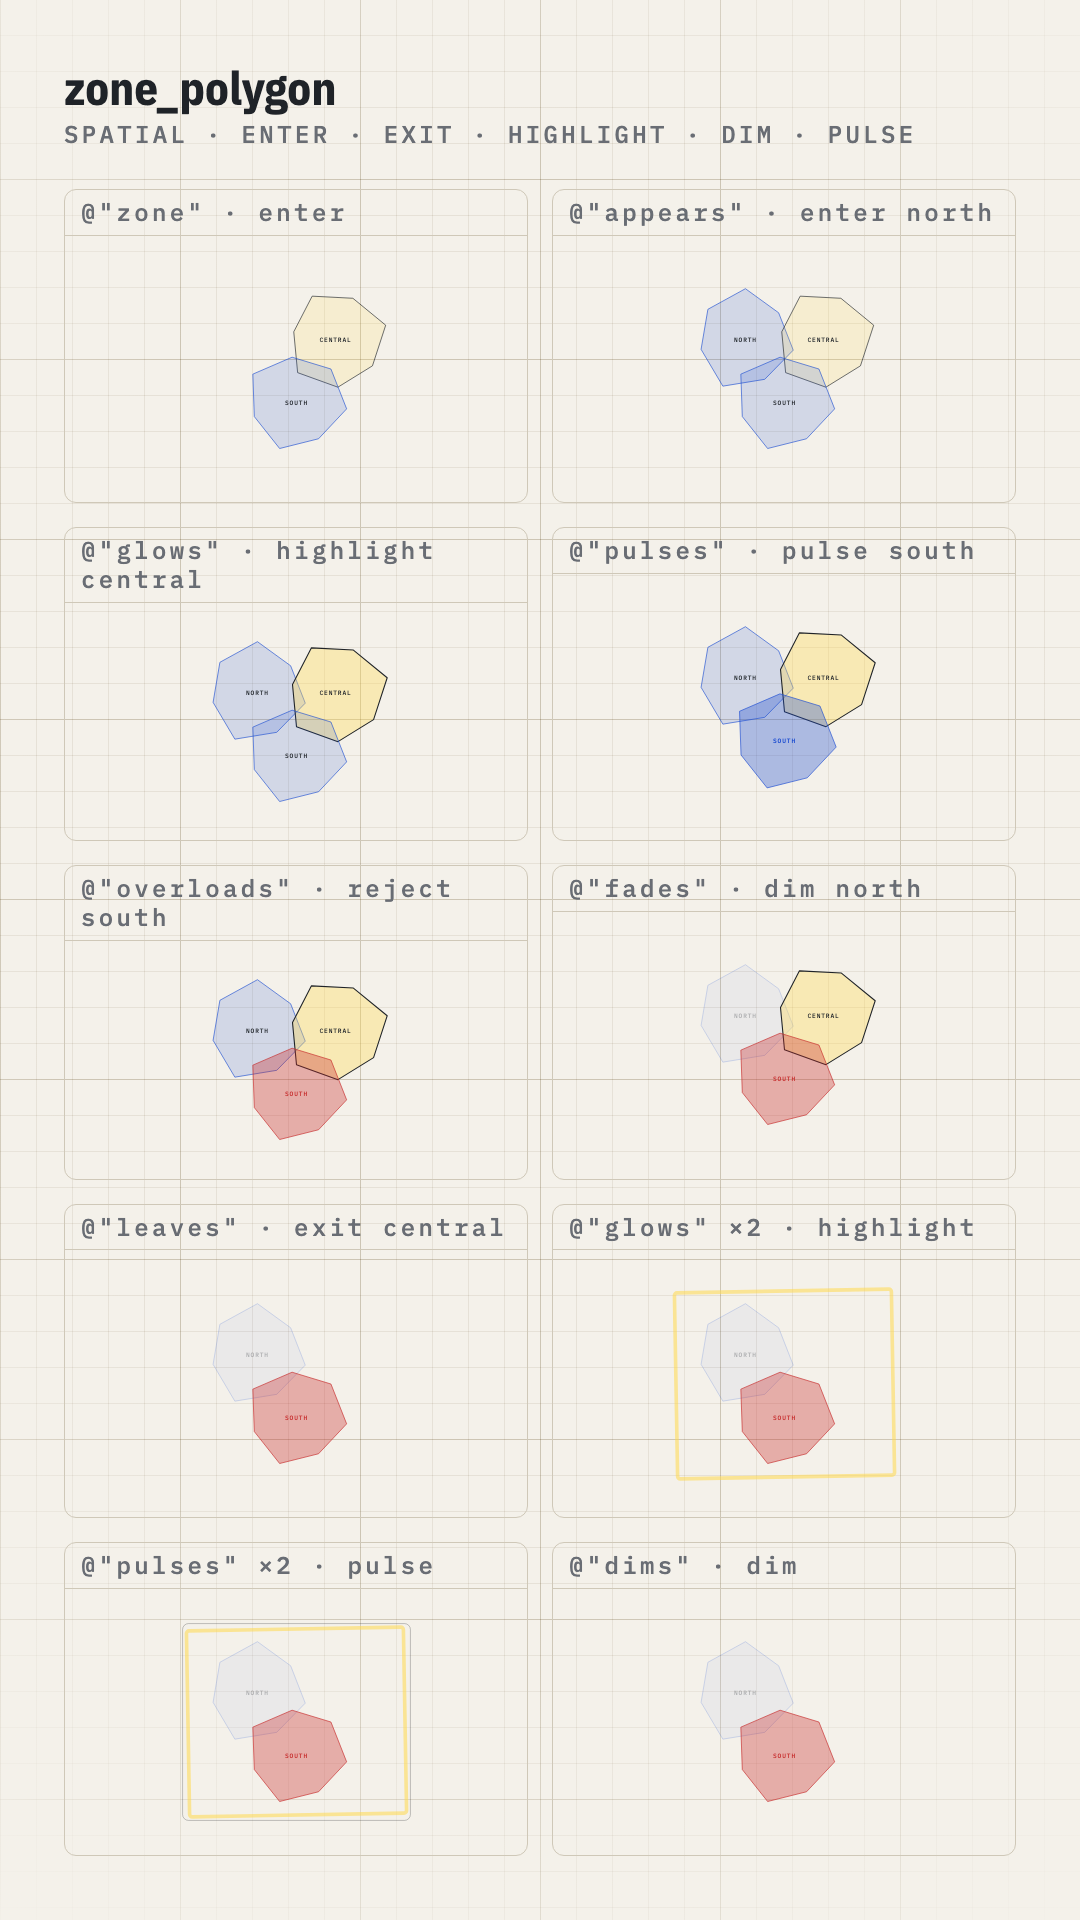 zone_polygon
SPATIAL · ENTER · EXIT · HIGHLIGHT · DIM · PULSE
@"zone" · enter
CENTRAL
SOUTH
@"appears" · enter north
NORTH
CENTRAL
SOUTH
@"glows" · highlight
central
NORTH
CENTRAL
SOUTH
@"pulses" · pulse south
NORTH
CENTRAL
SOUTH
@"overloads" · reject
south
NORTH
CENTRAL
SOUTH
@"fades" · dim north
NORTH
CENTRAL
SOUTH
@"leaves" · exit central
NORTH
SOUTH
@"glows" ×2 · highlight
NORTH
SOUTH
@"pulses" ×2 · pulse
NORTH
SOUTH
@"dims" · dim
NORTH
SOUTH